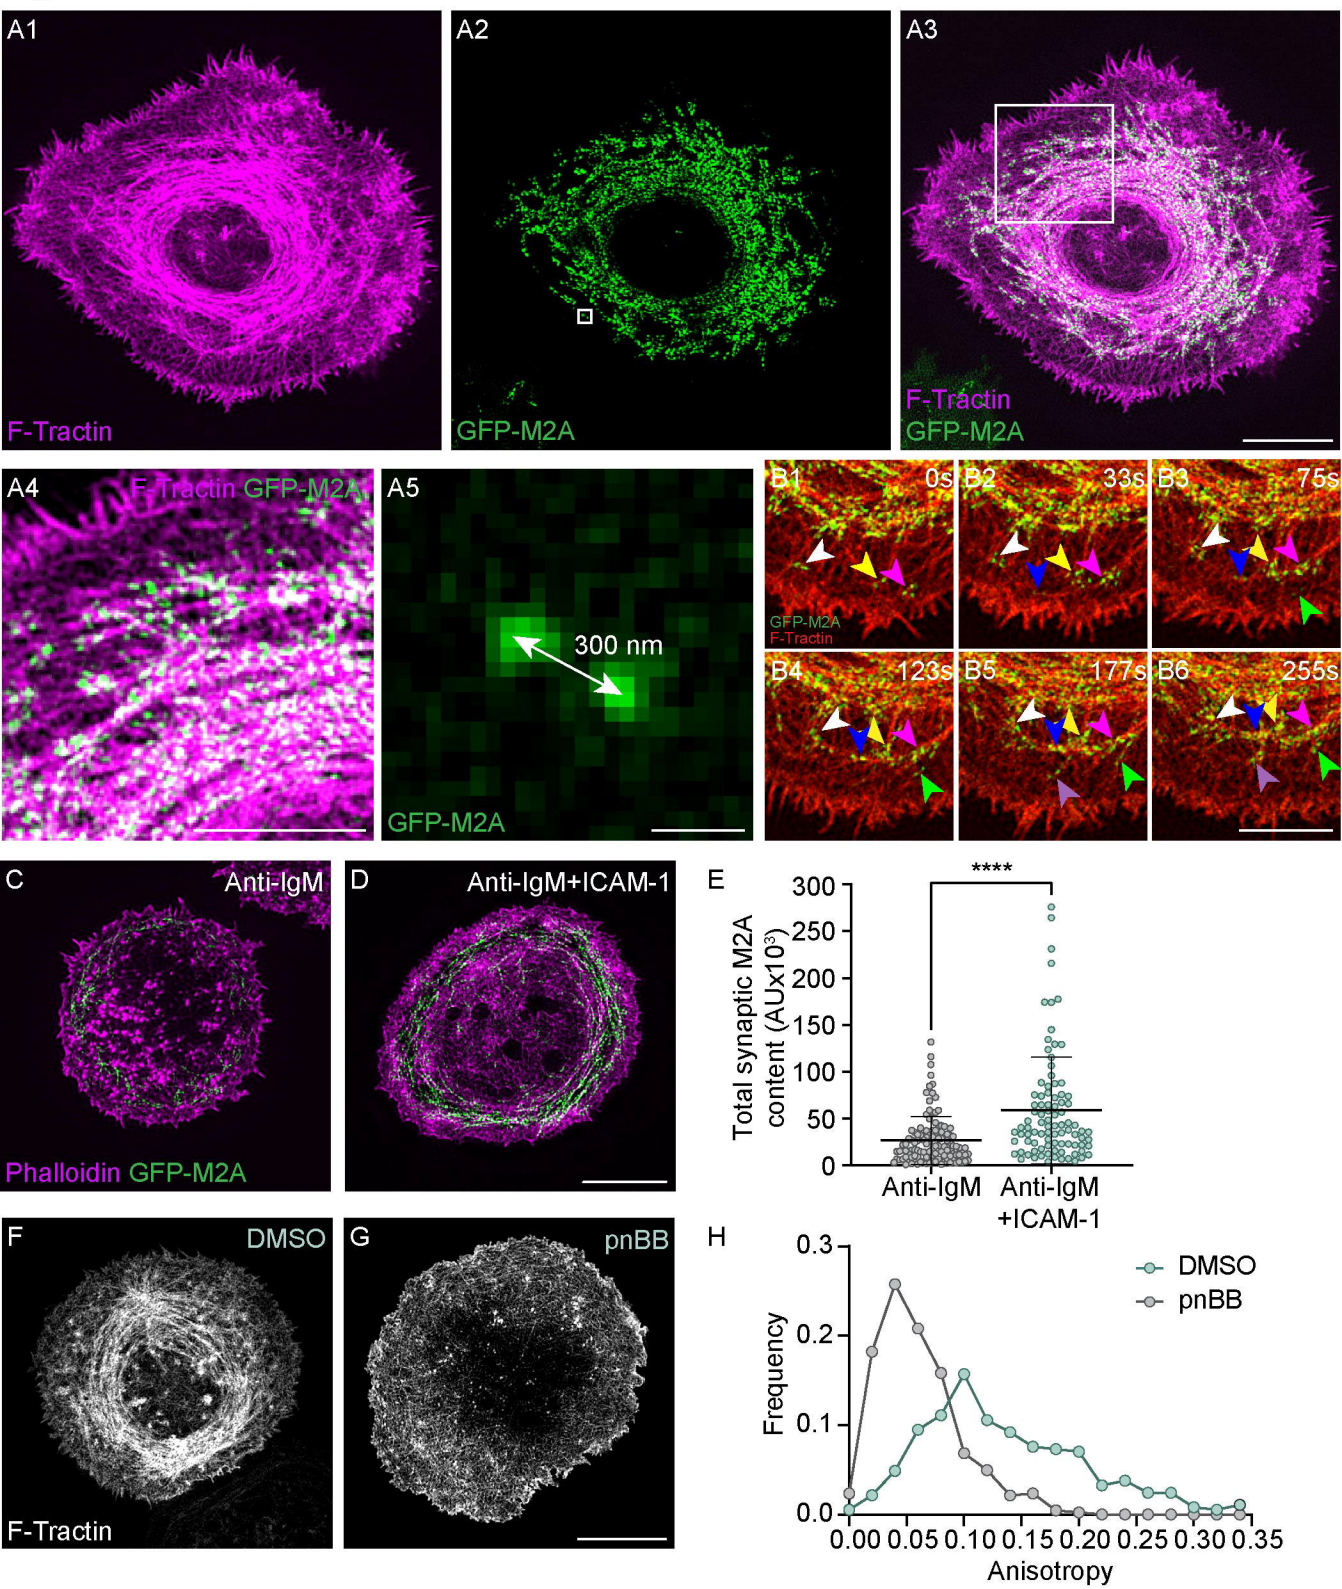 A1
F-Tractin
A2
GFP-M2A
A3
F-Tractin
GFP-M2A
A4
F-Tractin GFP-M2A
A5
300 nm
GFP-M2A
B1
0s
GFP-M2A
F-Tractin
B2
33s
B3
75s
B4
123s
B5
177s
B6
255s
C
Anti-IgM
Phalloidin GFP-M2A
D
Anti-IgM+ICAM-1
E
****
Total synaptic M2A
content (AUx10³)
300
250
200
150
100
50
0
Anti-IgM
Anti-IgM
+ICAM-1
F
DMSO
F-Tractin
G
pnBB
H
DMSO
pnBB
Frequency
0.3
0.2
0.1
0.0
0.00 0.05 0.10 0.15 0.20 0.25 0.30 0.35
Anisotropy